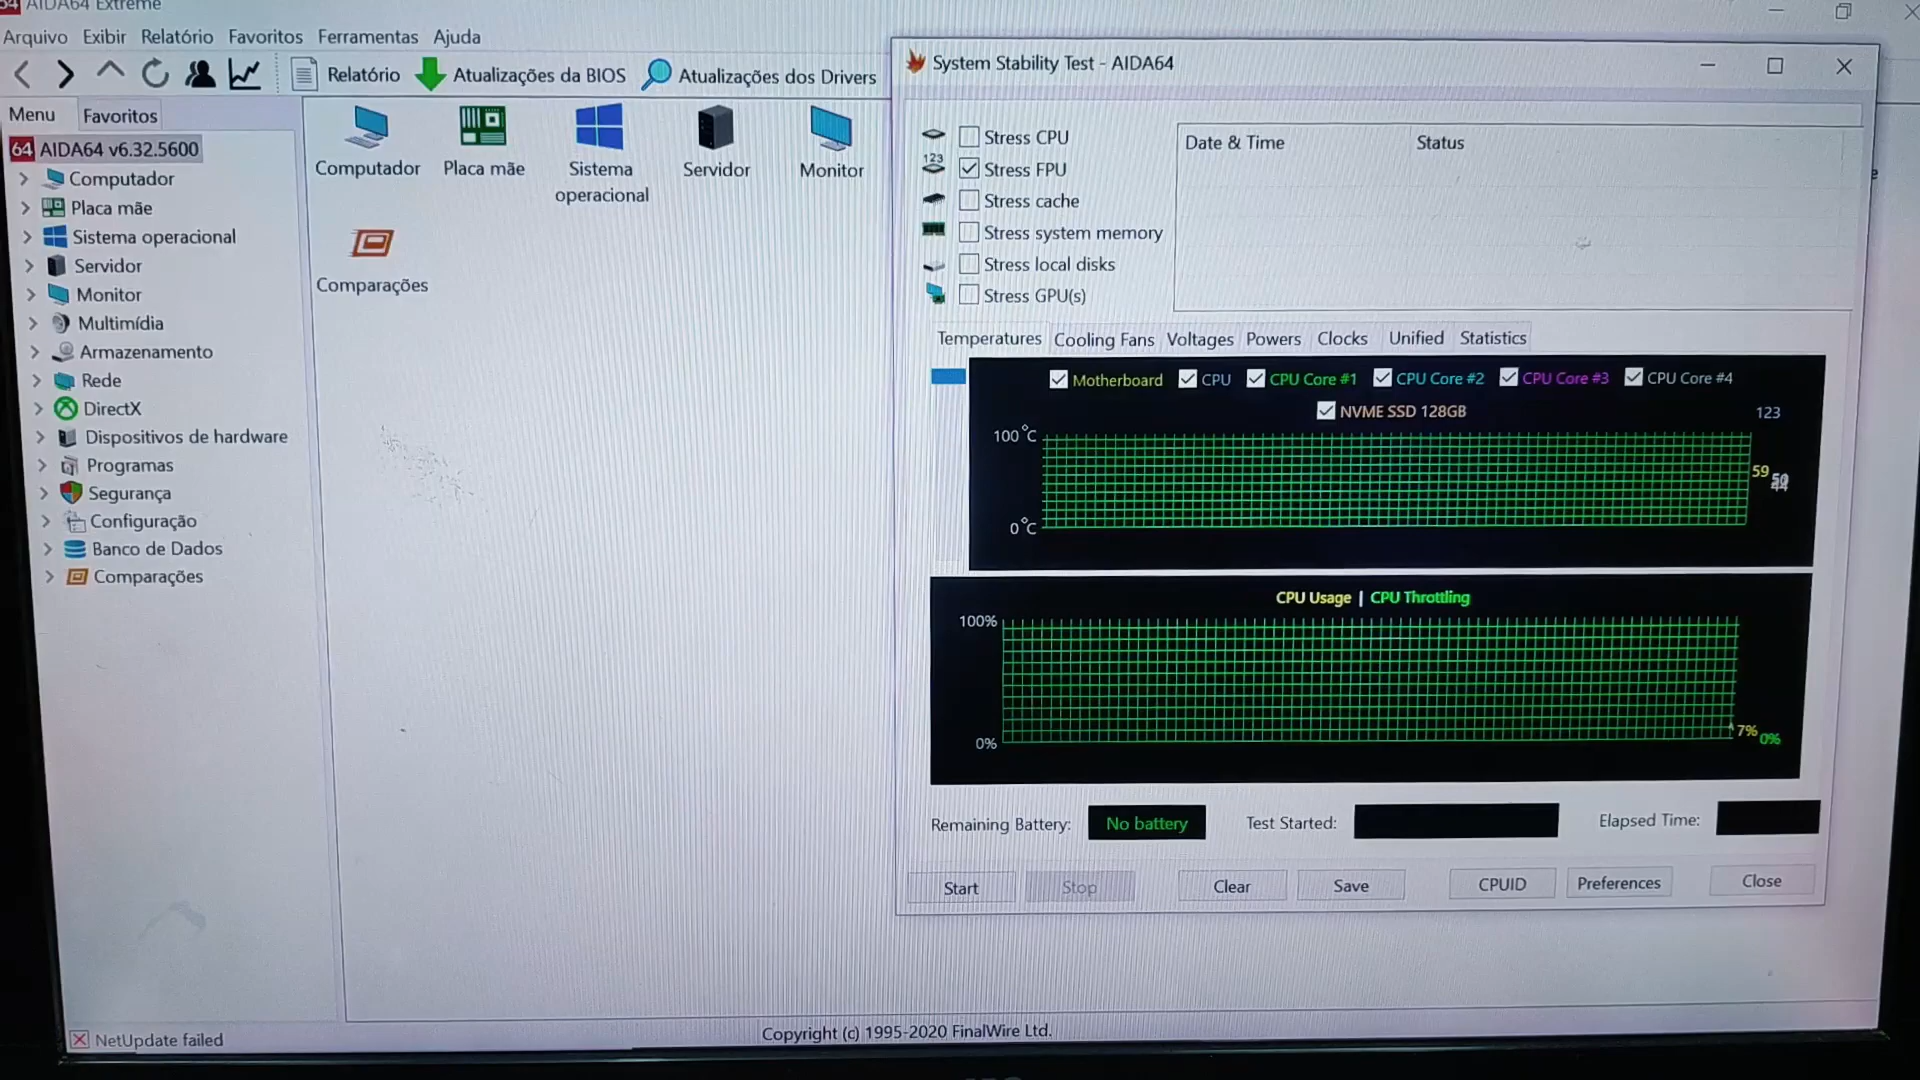 AIDA64 Extreme
Arquivo Exibir Relatório Favoritos Ferramentas Ajuda
Relatório Atualizações da BIOS Atualizações dos Drivers
Menu Favoritos
64 AIDA64 v6.32.5600
Computador
Placa mãe
Sistema operacional
Servidor
Monitor
Multimídia
Armazenamento
Rede
DirectX
Dispositivos de hardware
Programas
Segurança
Configuração
Banco de Dados
Comparações
Computador
Placa mãe
Sistema operacional
Servidor
Monitor
Comparações
System Stability Test - AIDA64
Stress CPU
123
Stress FPU
Stress cache
Stress system memory
Stress local disks
Stress GPU(s)
Date & Time Status
Temperatures Cooling Fans Voltages Powers Clocks Unified Statistics
Motherboard CPU CPU Core #1 CPU Core #2 CPU Core #3 CPU Core #4
NVME SSD 128GB
123
100°C
59
44
0°C
CPU Usage | CPU Throttling
100%
0%
7% 0%
Remaining Battery: No battery Test Started: Elapsed Time:
Start Stop Clear Save CPUID Preferences Close
NetUpdate failed
Copyright (c) 1995-2020 FinalWire Ltd.